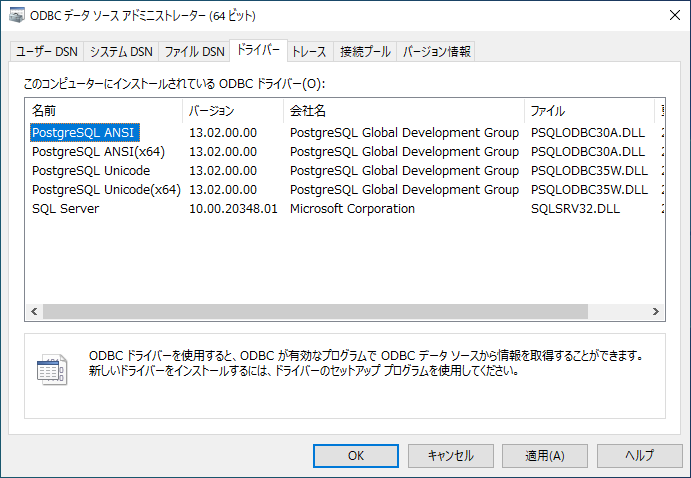 ODBC データ ソース アドミニストレーター (64 ビット)
ユーザー DSN システム DSN ファイル DSN ドライバー トレース 接続プール バージョン情報
このコンピューターにインストールされている ODBC ドライバー(O):
名前 バージョン 会社名 ファイル
PostgreSQL ANSI 13.02.00.00 PostgreSQL Global Development Group PSQLODBC30A.DLL 2
PostgreSQL ANSI(x64) 13.02.00.00 PostgreSQL Global Development Group PSQLODBC30A.DLL 2
PostgreSQL Unicode 13.02.00.00 PostgreSQL Global Development Group PSQLODBC35W.DLL 2
PostgreSQL Unicode(x64) 13.02.00.00 PostgreSQL Global Development Group PSQLODBC35W.DLL 2
SQL Server 10.00.20348.01 Microsoft Corporation SQLSRV32.DLL 2
ODBC ドライバーを使用すると、ODBC が有効なプログラムで ODBC データ ソースから情報を取得することができます。
新しいドライバーをインストールするには、ドライバーのセットアップ プログラムを使用してください。
OK キャンセル 適用(A) ヘルプ